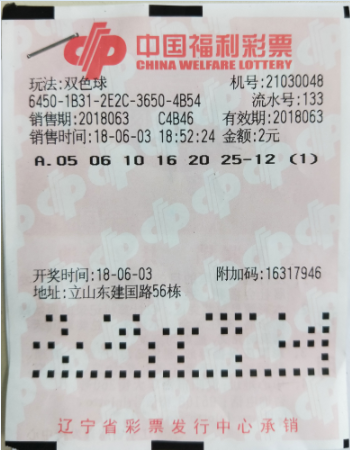 中国福利彩票
CHINA WELFARE LOTTERY
玩法:双色球 机号:21030048
6450-1B31-2E2C-3650-4B54 流水号:133
销售期:2018063 C4B46 有效期:2018063
销售时间:18-06-03 18:52:24 金额:2元
A.05 06 10 16 20 25-12 (1)
开奖时间:18-06-03 附加码:16317946
地址:立山东建国路56栋
辽宁省彩票发行中心承销